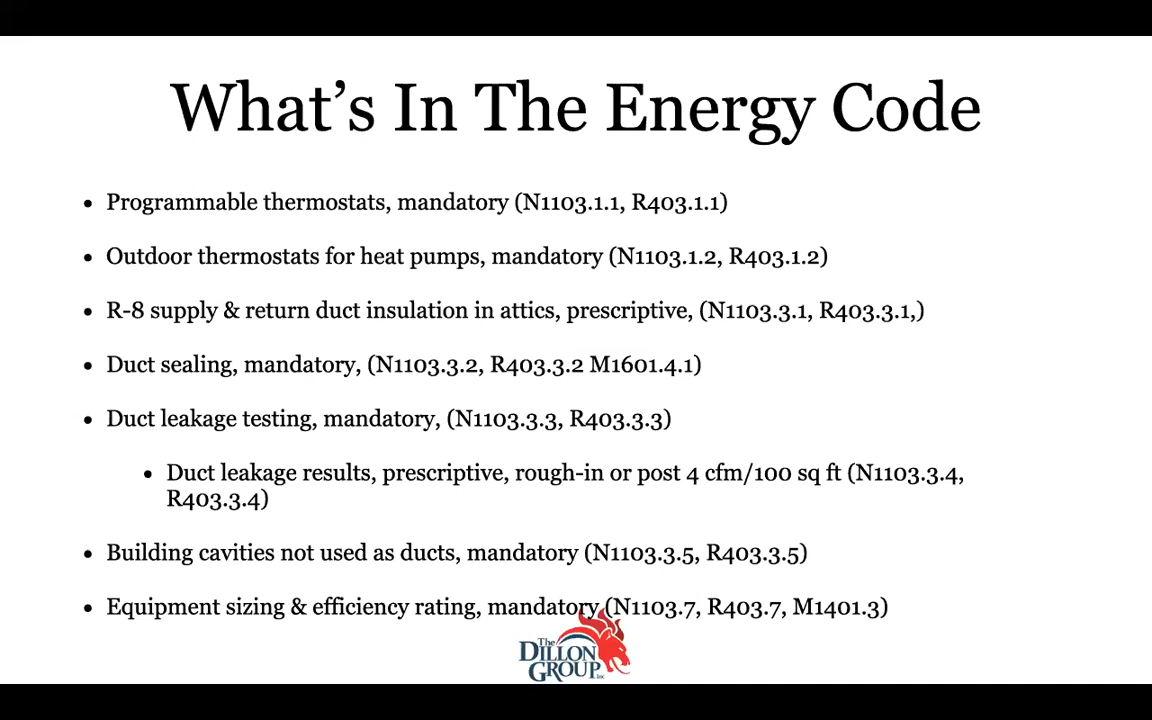 What’s In The Energy Code
• Programmable thermostats, mandatory (N1103.1.1, R403.1.1)
• Outdoor thermostats for heat pumps, mandatory (N1103.1.2, R403.1.2)
• R-8 supply & return duct insulation in attics, prescriptive, (N1103.3.1, R403.3.1,)
• Duct sealing, mandatory, (N1103.3.2, R403.3.2 M1601.4.1)
• Duct leakage testing, mandatory, (N1103.3.3, R403.3.3)
• Duct leakage results, prescriptive, rough-in or post 4 cfm/100 sq ft (N1103.3.4,
R403.3.4)
• Building cavities not used as ducts, mandatory (N1103.3.5, R403.3.5)
• Equipment sizing & efficiency rating, mandatory (N1103.7, R403.7, M1401.3)
The
DILLON
GROUP Inc